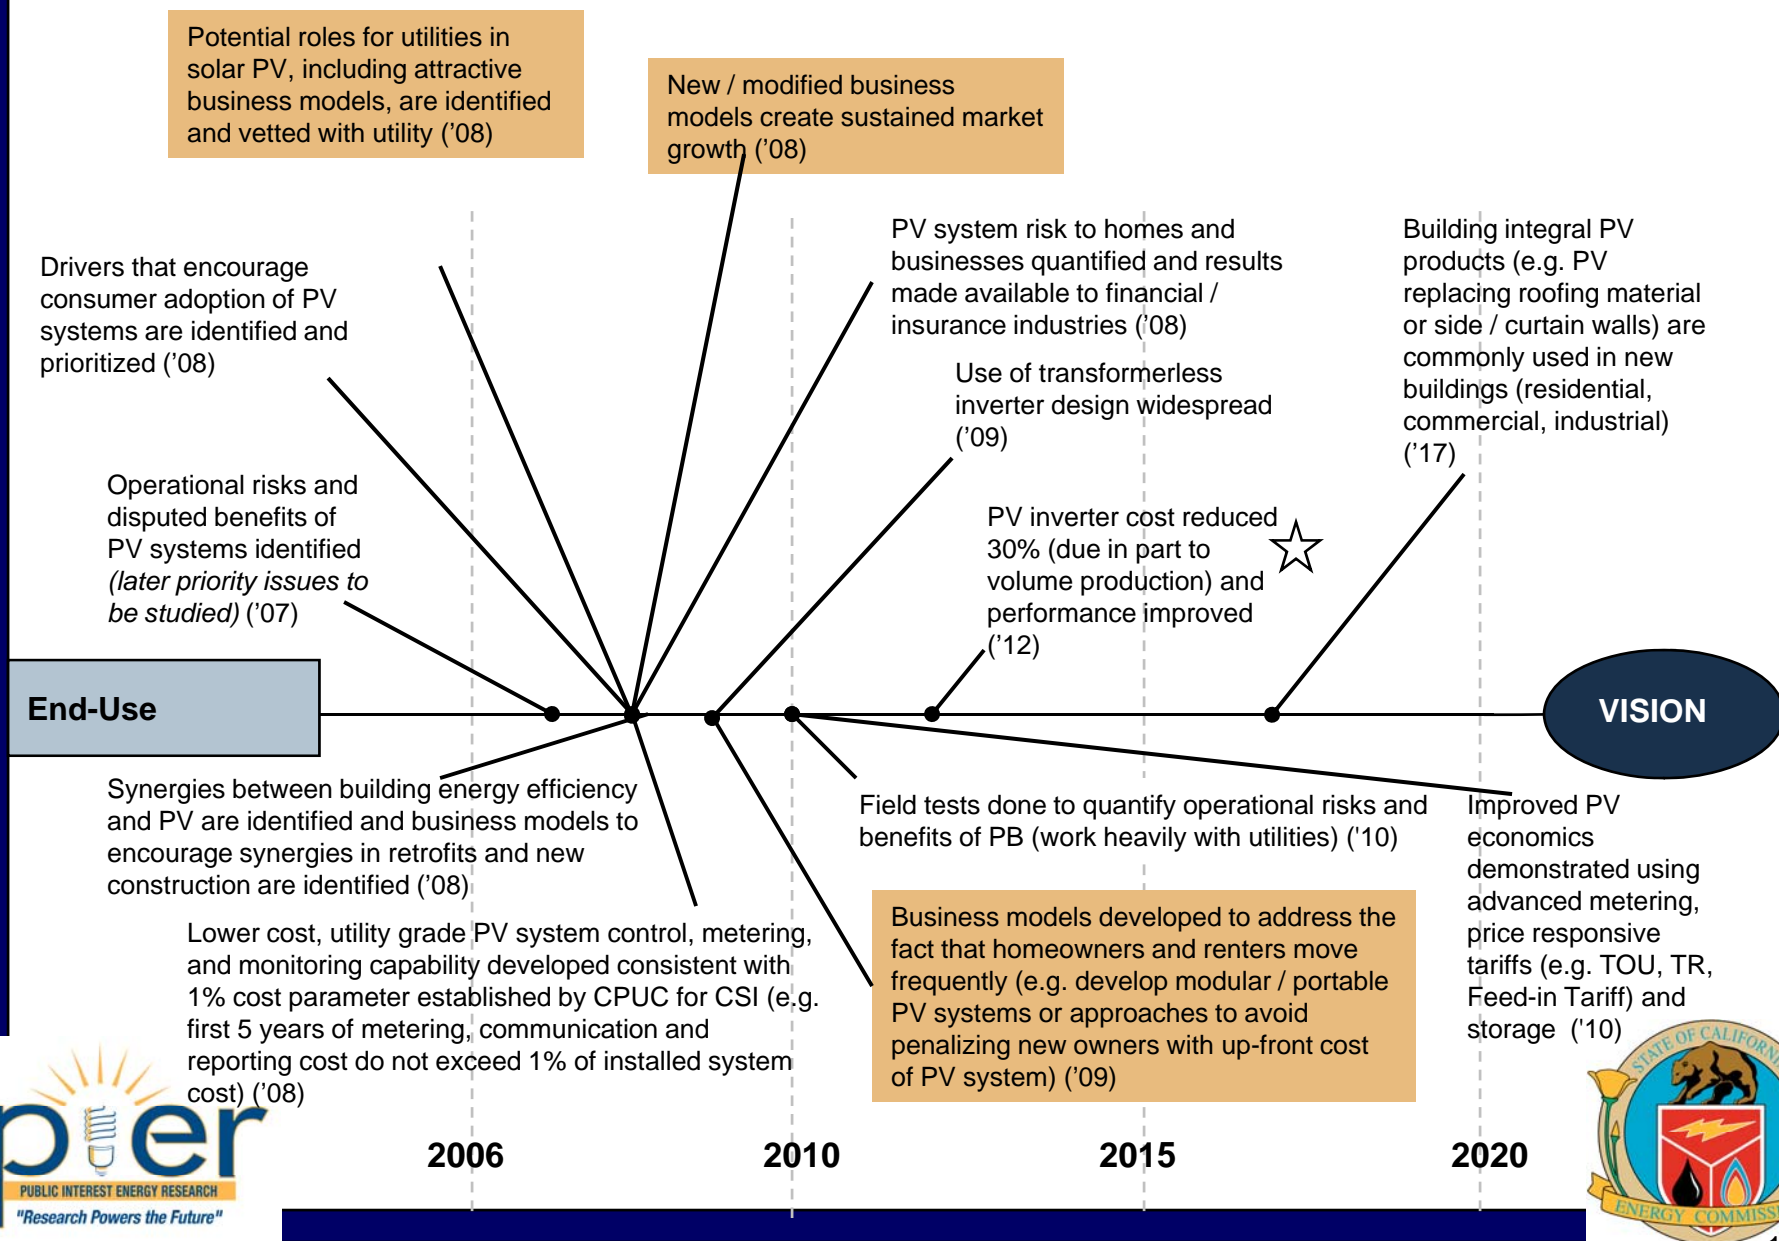 Potential roles for utilities in
solar PV, including attractive
business models, are identified
and vetted with utility (’08)
New / modified business
models create sustained market
growth (’08)
Drivers that encourage
consumer adoption of PV
systems are identified and
prioritized (’08)
PV system risk to homes and
businesses quantified and results
made available to financial /
insurance industries (’08)
Building integral PV
products (e.g. PV
replacing roofing material
or side / curtain walls) are
commonly used in new
buildings (residential,
commercial, industrial)
(’17)
Use of transformerless
inverter design widespread
(’09)
Operational risks and
disputed benefits of
PV systems identified
(later priority issues to
be studied) (’07)
PV inverter cost reduced
30% (due in part to
volume production) and
performance improved
(’12)
End-Use
VISION
Synergies between building energy efficiency
and PV are identified and business models to
encourage synergies in retrofits and new
construction are identified (’08)
Field tests done to quantify operational risks and
benefits of PB (work heavily with utilities) ('10)
Improved PV
economics
demonstrated using
advanced metering,
price responsive
tariffs (e.g. TOU, TR,
Feed-in Tariff) and
storage  ('10)
Lower cost, utility grade PV system control, metering,
and monitoring capability developed consistent with
1% cost parameter established by CPUC for CSI (e.g.
first 5 years of metering, communication and
reporting cost do not exceed 1% of installed system
cost) (’08)
Business models developed to address the
fact that homeowners and renters move
frequently (e.g. develop modular / portable
PV systems or approaches to avoid
penalizing new owners with up-front cost
of PV system) (’09)
2006
2010
2015
2020
pier
PUBLIC INTEREST ENERGY RESEARCH
"Research Powers the Future"
STATE OF CALIFORNIA
ENERGY COMMISS